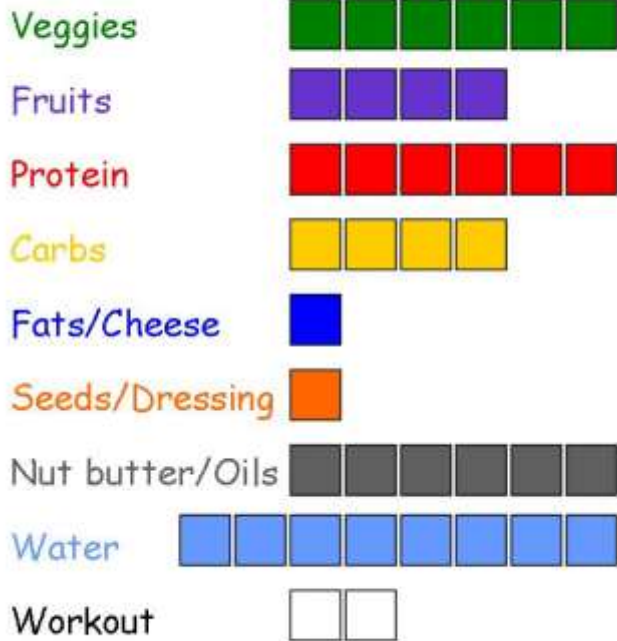 Veggies
Fruits
Protein
Carbs
Fats/Cheese
Seeds/Dressing
Nut butter/Oils
Water
Workout